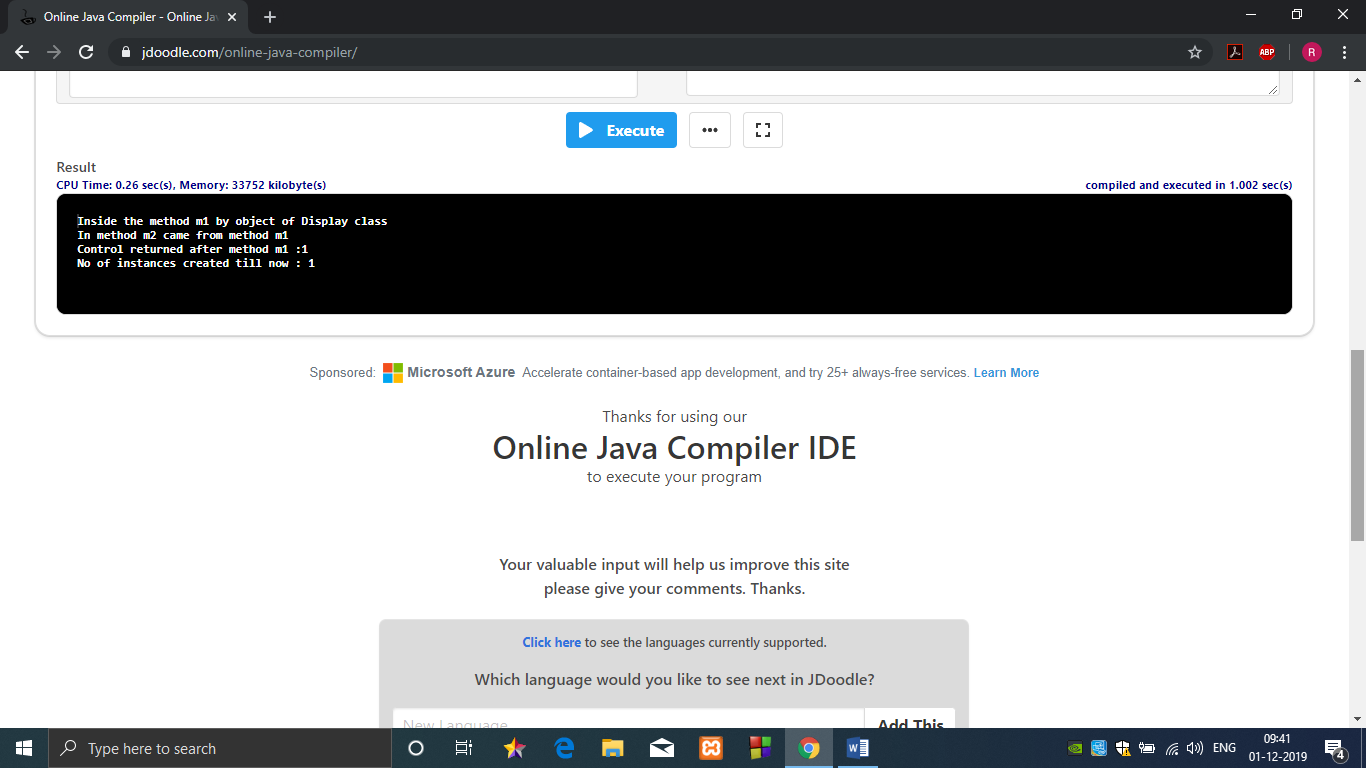 Online Java Compiler - Online Ja
jdoodle.com/online-java-compiler/
ABP
R
Execute
Result
CPU Time: 0.26 sec(s), Memory: 33752 kilobyte(s)
compiled and executed in 1.002 sec(s)
Inside the method m1 by object of Display class
In method m2 came from method m1
Control returned after method m1 :1
No of instances created till now : 1
Sponsored: Microsoft Azure Accelerate container-based app development, and try 25+ always-free services. Learn More
Thanks for using our
Online Java Compiler IDE
to execute your program
Your valuable input will help us improve this site
please give your comments. Thanks.
Click here to see the languages currently supported.
Which language would you like to see next in JDoodle?
New Language
Add This
Type here to search
ENG
09:41
01-12-2019
4